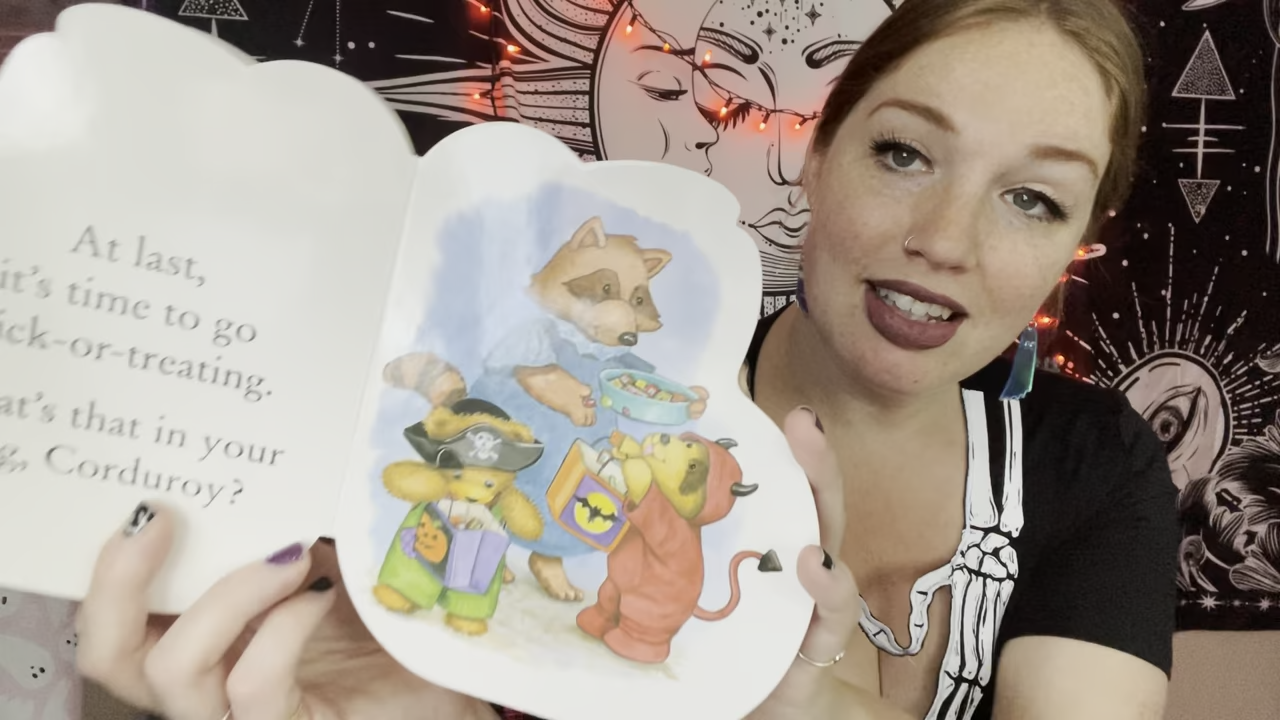 At last,
it's time to go
ick-or-treating.
at's that in your
g, Corduroy?